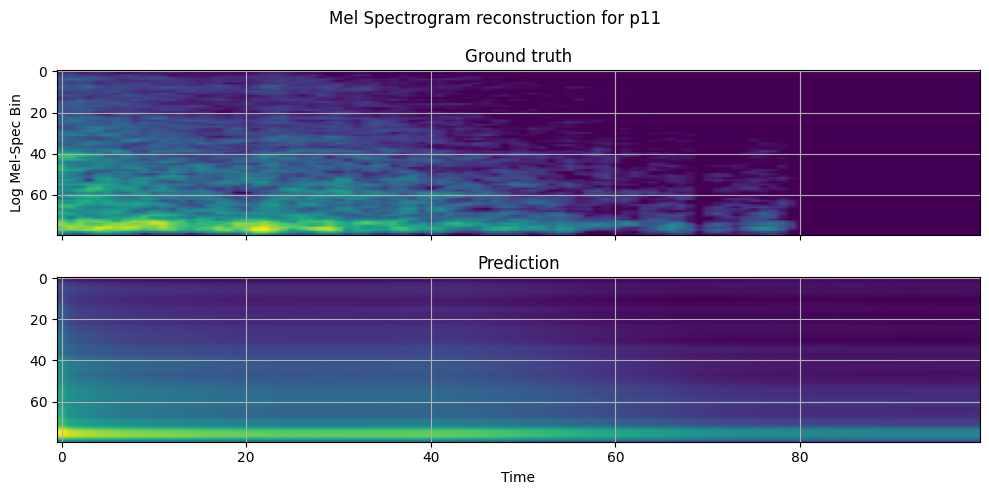 Mel Spectrogram reconstruction for p11
Ground truth
Log Mel-Spec Bin
0
20
40
60
Prediction
0
20
40
60
0 20 40 60 80
Time